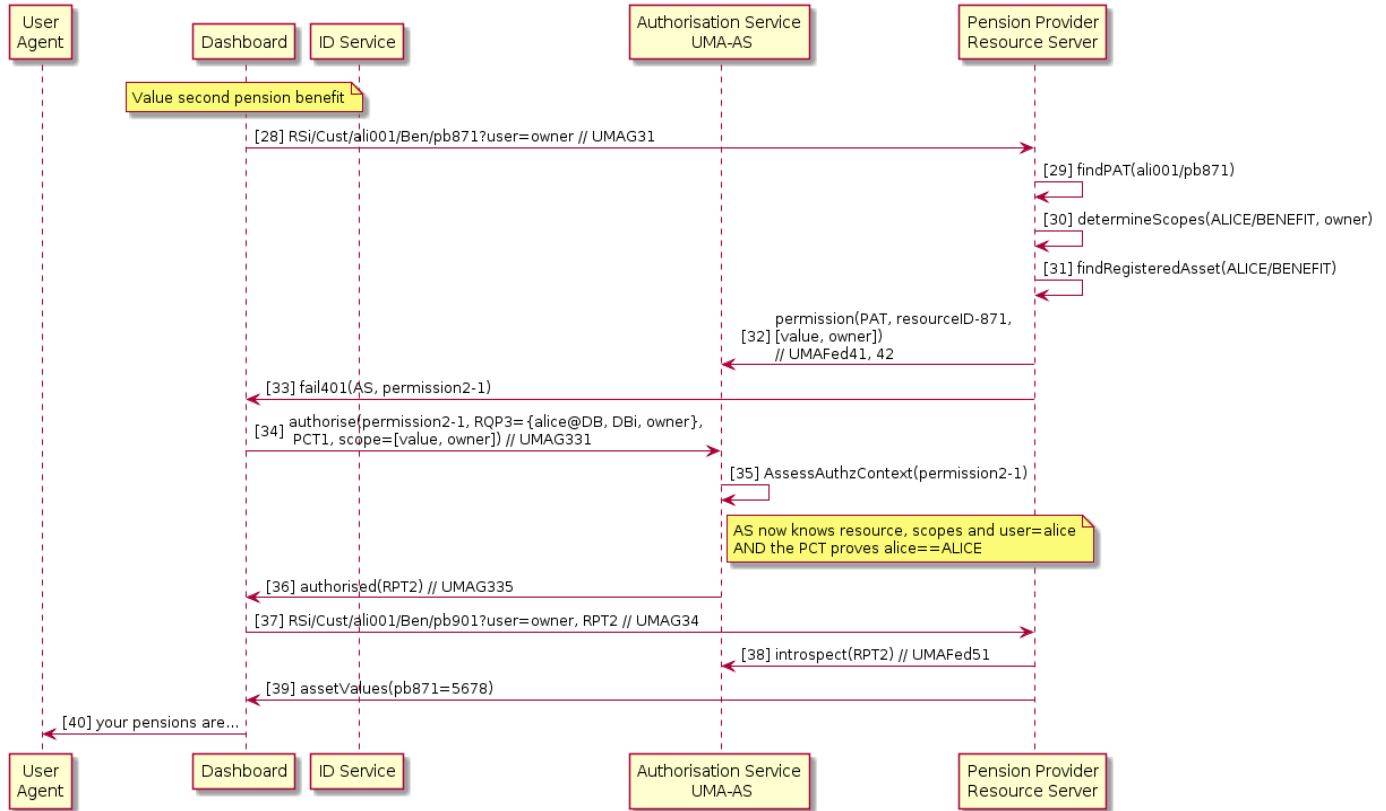 User
Agent
Dashboard
ID Service
Authorisation Service
UMA-AS
Pension Provider
Resource Server
Value second pension benefit
[28] RSi/Cust/ali001/Ben/pb871?user=owner // UMAG31
[29] findPAT(ali001/pb871)
[30] determineScopes(ALICE/BENEFIT, owner)
[31] findRegisteredAsset(ALICE/BENEFIT)
permission(PAT, resourceID-871,
[32] [value, owner])
// UMAFed41, 42
[33] fail401(AS, permission2-1)
[34] authorise(permission2-1, RQP3={alice@DB, DBi, owner},
PCT1, scope=[value, owner]) // UMAG331
[35] AssessAuthzContext(permission2-1)
AS now knows resource, scopes and user=alice
AND the PCT proves alice==ALICE
[36] authorised(RPT2) // UMAG335
[37] RSi/Cust/ali001/Ben/pb901?user=owner, RPT2 // UMAG34
[38] introspect(RPT2) // UMAFed51
[39] assetValues(pb871=5678)
[40] your pensions are...
User
Agent
Dashboard
ID Service
Authorisation Service
UMA-AS
Pension Provider
Resource Server